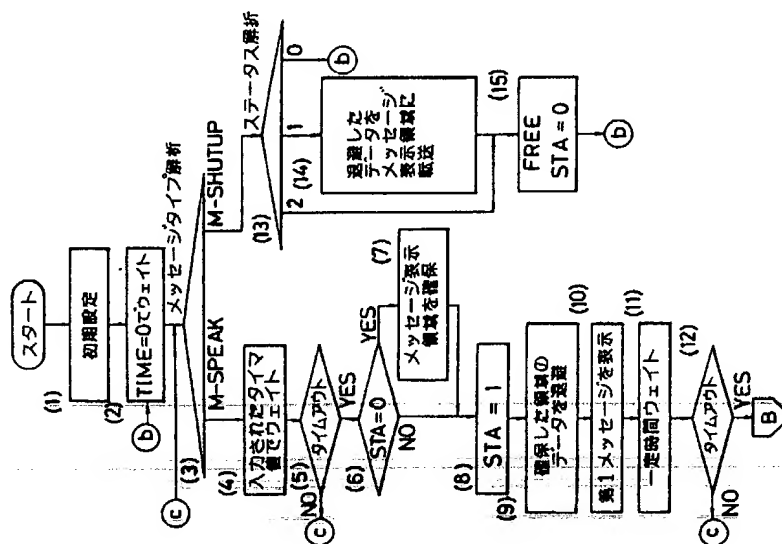 スタート
(1)
初期設定
(2)
TIME=0でウェイト
b
c
(3)
メッセージタイプ解析
M-SPEAK
M-SHUTUP
(4)
入力されたタイマ
値でウェイト
(5)
タイムアウト
NO
c
YES
(6)
STA=0
YES
NO
(7)
メッセージ表示
領域を確保
(8)
STA = 1
(9)
確保した領域の
データを退避
(10)
第1メッセージを表示
(11)
一定時間ウェイト
(12)
タイムアウト
NO
c
YES
B
(13)
ステータス解折
2
1
0
b
(14)
退避した
データを
メッセージ
表示領域に
転送
(15)
FREE
STA = 0
b